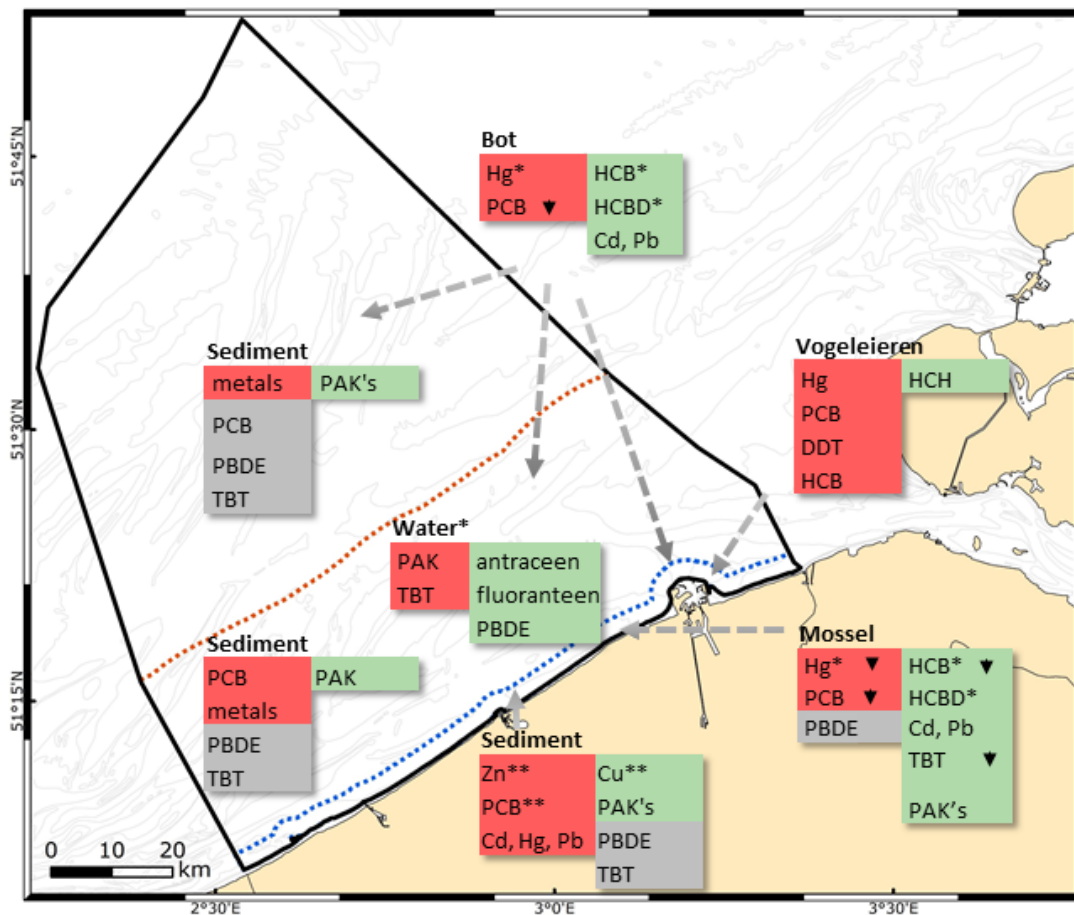 Bot
Hg* HCB*
PCB HCBD*
Cd, Pb
51°45'N
Sediment
metals PAK's
PCB
PBDE
TBT
Vogeleieren
Hg HCH
PCB
DDT
HCB
51°30'N
Water*
PAK antraceen
TBT fluoranteen
PBDE
Sediment
PCB PAK
metals
PBDE
TBT
51°15'N
Mossel
Hg* HCB*
PCB HCBD*
PBDE Cd, Pb
TBT
PAK’s
Sediment
Zn** Cu**
PCB** PAK's
Cd, Hg, Pb PBDE
TBT
0 10 20
km
2°30'E 3°0'E 3°30'E